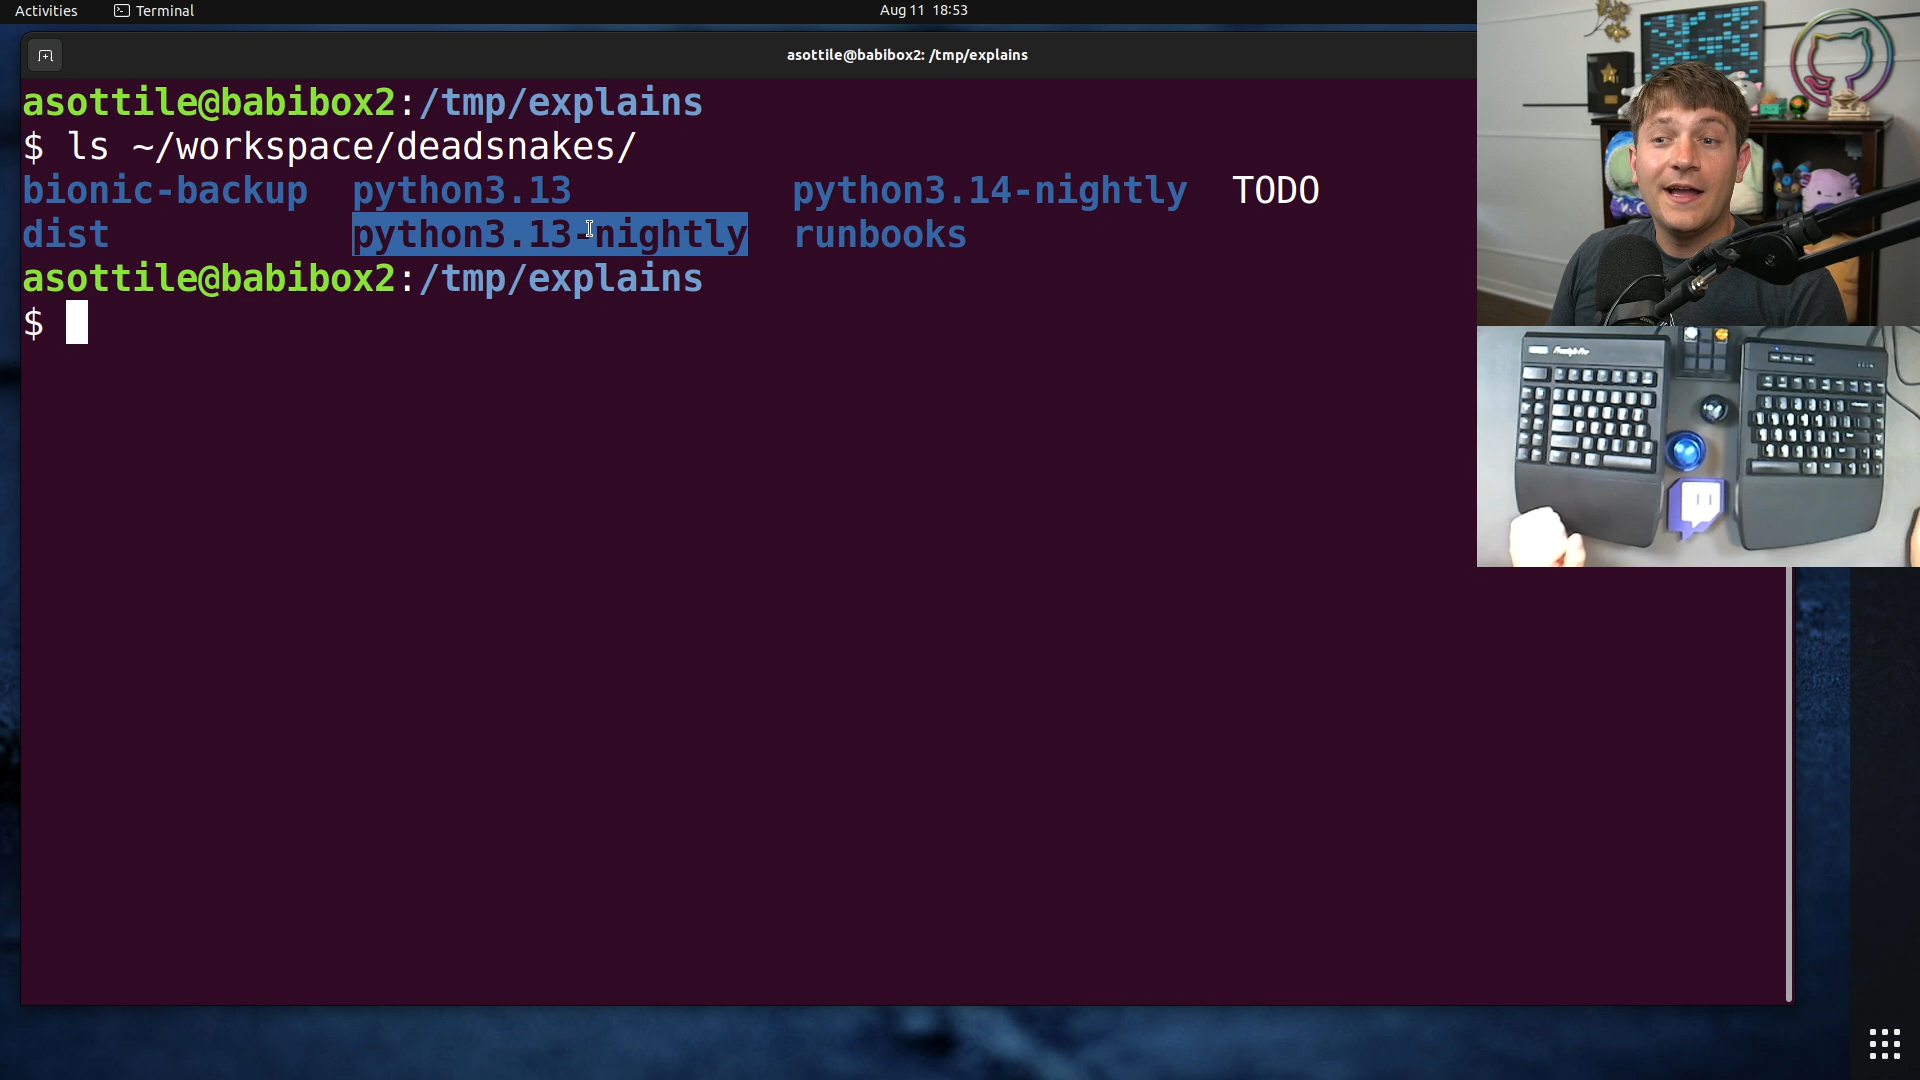 Activities
Terminal
Aug 11 18:53
asottile@babibox2: /tmp/explains
asottile@babibox2:/tmp/explains
$ ls ~/workspace/deadsnakes/
bionic-backup python3.13 python3.14-nightly TODO
dist python3.13-nightly runbooks
asottile@babibox2:/tmp/explains
$